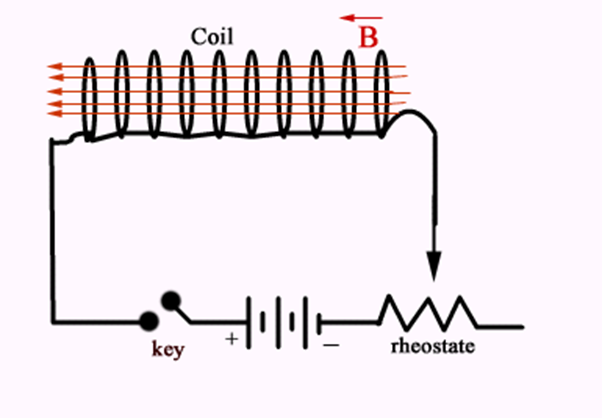 Coil
B
key
+
−
rheostate